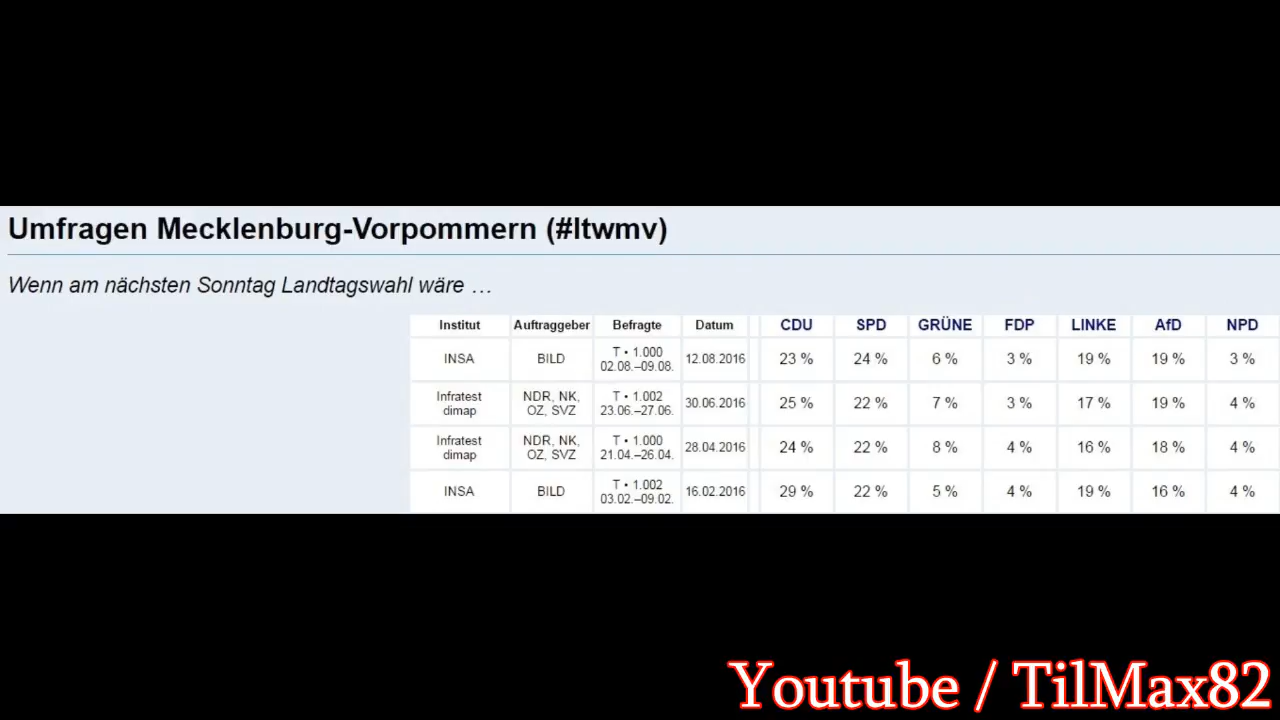 Umfragen Mecklenburg-Vorpommern (#ltwmv)
Wenn am nächsten Sonntag Landtagswahl wäre …
Institut Auftraggeber Befragte Datum CDU SPD GRÜNE FDP LINKE AfD NPD
INSA BILD T • 1.000 02.08.–09.08. 12.08.2016 23 % 24 % 6 % 3 % 19 % 19 % 3 %
Infratest dimap NDR, NK, OZ, SVZ T • 1.002 23.06.–27.06. 30.06.2016 25 % 22 % 7 % 3 % 17 % 19 % 4 %
Infratest dimap NDR, NK, OZ, SVZ T • 1.000 21.04.–26.04. 28.04.2016 24 % 22 % 8 % 4 % 16 % 18 % 4 %
INSA BILD T • 1.002 03.02.–09.02. 16.02.2016 29 % 22 % 5 % 4 % 19 % 16 % 4 %
Youtube / TilMax82